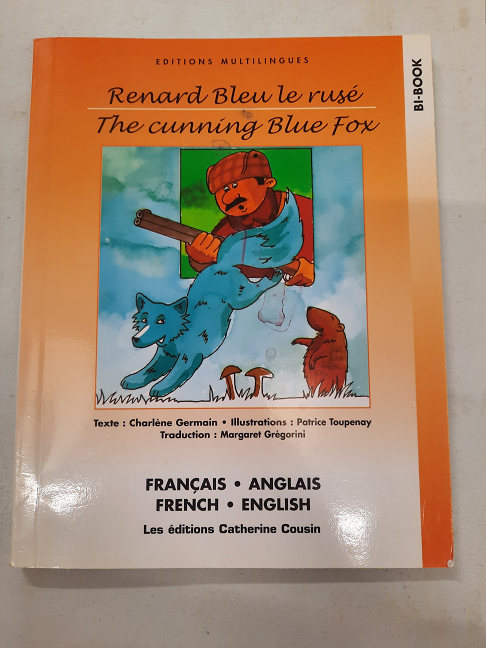 EDITIONS MULTILINGUES
BI-BOOK
Renard Bleu le rusé
The cunning Blue Fox
Texte : Charlène Germain • Illustrations : Patrice Toupenay
Traduction : Margaret Grégorini
FRANÇAIS • ANGLAIS
FRENCH • ENGLISH
Les éditions Catherine Cousin